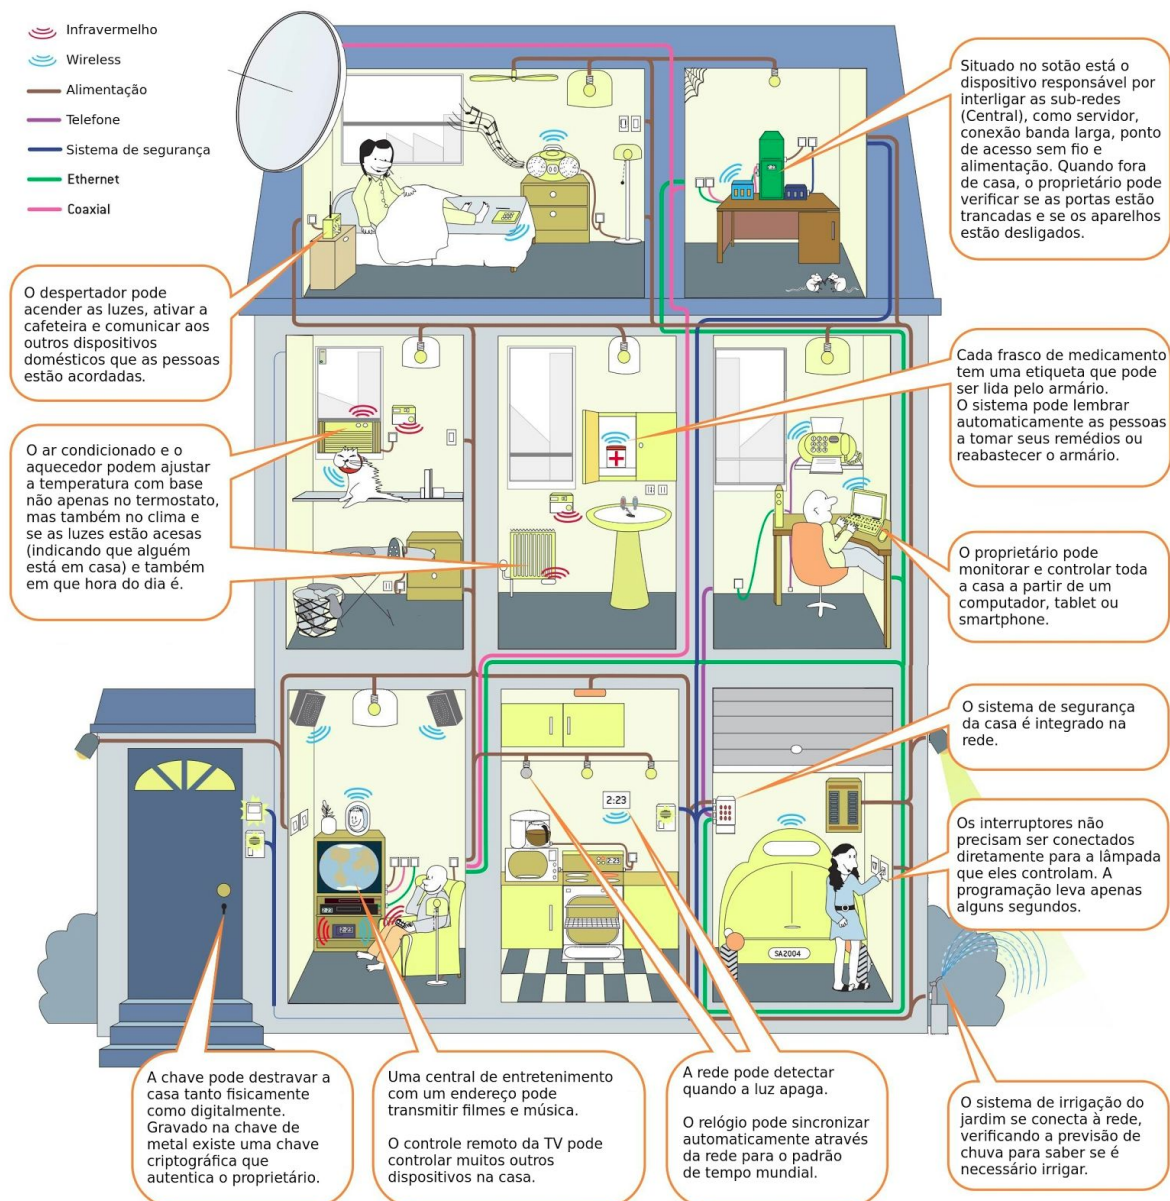 Infravermelho
Wireless
Alimentação
Telefone
Sistema de segurança
Ethernet
Coaxial
Situado no sotão está o
dispositivo responsável por
interligar as sub-redes
(Central), como servidor,
conexão banda larga, ponto
de acesso sem fio e
alimentação. Quando fora
de casa, o proprietário pode
verificar se as portas estão
trancadas e se os aparelhos
estão desligados.
O despertador pode
acender as luzes, ativar a
cafeteira e comunicar aos
outros dispositivos
domésticos que as pessoas
estão acordadas.
Cada frasco de medicamento
tem uma etiqueta que pode
ser lida pelo armário.
O sistema pode lembrar
automaticamente as pessoas
a tomar seus remédios ou
reabastecer o armário.
O ar condicionado e o
aquecedor podem ajustar
a temperatura com base
não apenas no termostato,
mas também no clima e
se as luzes estão acesas
(indicando que alguém
está em casa) e também
em que hora do dia é.
O proprietário pode
monitorar e controlar toda
a casa a partir de um
computador, tablet ou
smartphone.
O sistema de segurança
da casa é integrado na
rede.
2:23
2:23
2:23
2:23
SA2004
Os interruptores não
precisam ser conectados
diretamente para a lâmpada
que eles controlam. A
programação leva apenas
alguns segundos.
A chave pode destravar a
casa tanto fisicamente
como digitalmente.
Gravado na chave de
metal existe uma chave
criptográfica que
autentica o proprietário.
Uma central de entretenimento
com um endereço pode
transmitir filmes e música.
O controle remoto da TV pode
controlar muitos outros
dispositivos na casa.
A rede pode detectar
quando a luz apaga.
O relógio pode sincronizar
automaticamente através
da rede para o padrão
de tempo mundial.
O sistema de irrigação do
jardim se conecta à rede,
verificando a previsão de
chuva para saber se é
necessário irrigar.